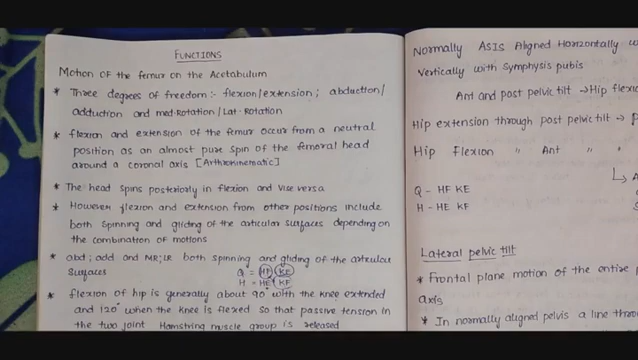 FUNCTIONS
Motion OF the femur on the Acetabulum
* Three degrees of freedom:- flexion/extension; abduction/
adduction and med.Rotation/Lat-Rotation
* flexion and extension of the femur occur from a neutral
position as an almost pure spin of the femoral head
around a coronal axis [Arthrokinematic]
* The head spins posteriorly in flexion and vise versa
* However flexion and extension from other positions include
both spinning and gliding of the articular surfaces depending on
the combination of motions
* abd; add and MR;LR both spinning and gliding of the articular
surfaces Q = HF KE
H = HE KF
* flexion of hip is generally about 90° with the knee extended
and 120° when the knee is flexed so that passive tension in
the two joint Hamstring muscle group is released
Normally ASIS Aligned Horizontally
Vertically with Symphysis pubis
Ant and post pelvic tilt → Hip
Hip extension through post pelvic tilt →
Hip Flexion " Ant " "
Q - HF KE
H - HE KF
Lateral pelvic tilt
* Frontal plane motion of the entire
axis
* In normally aligned pelvis a line